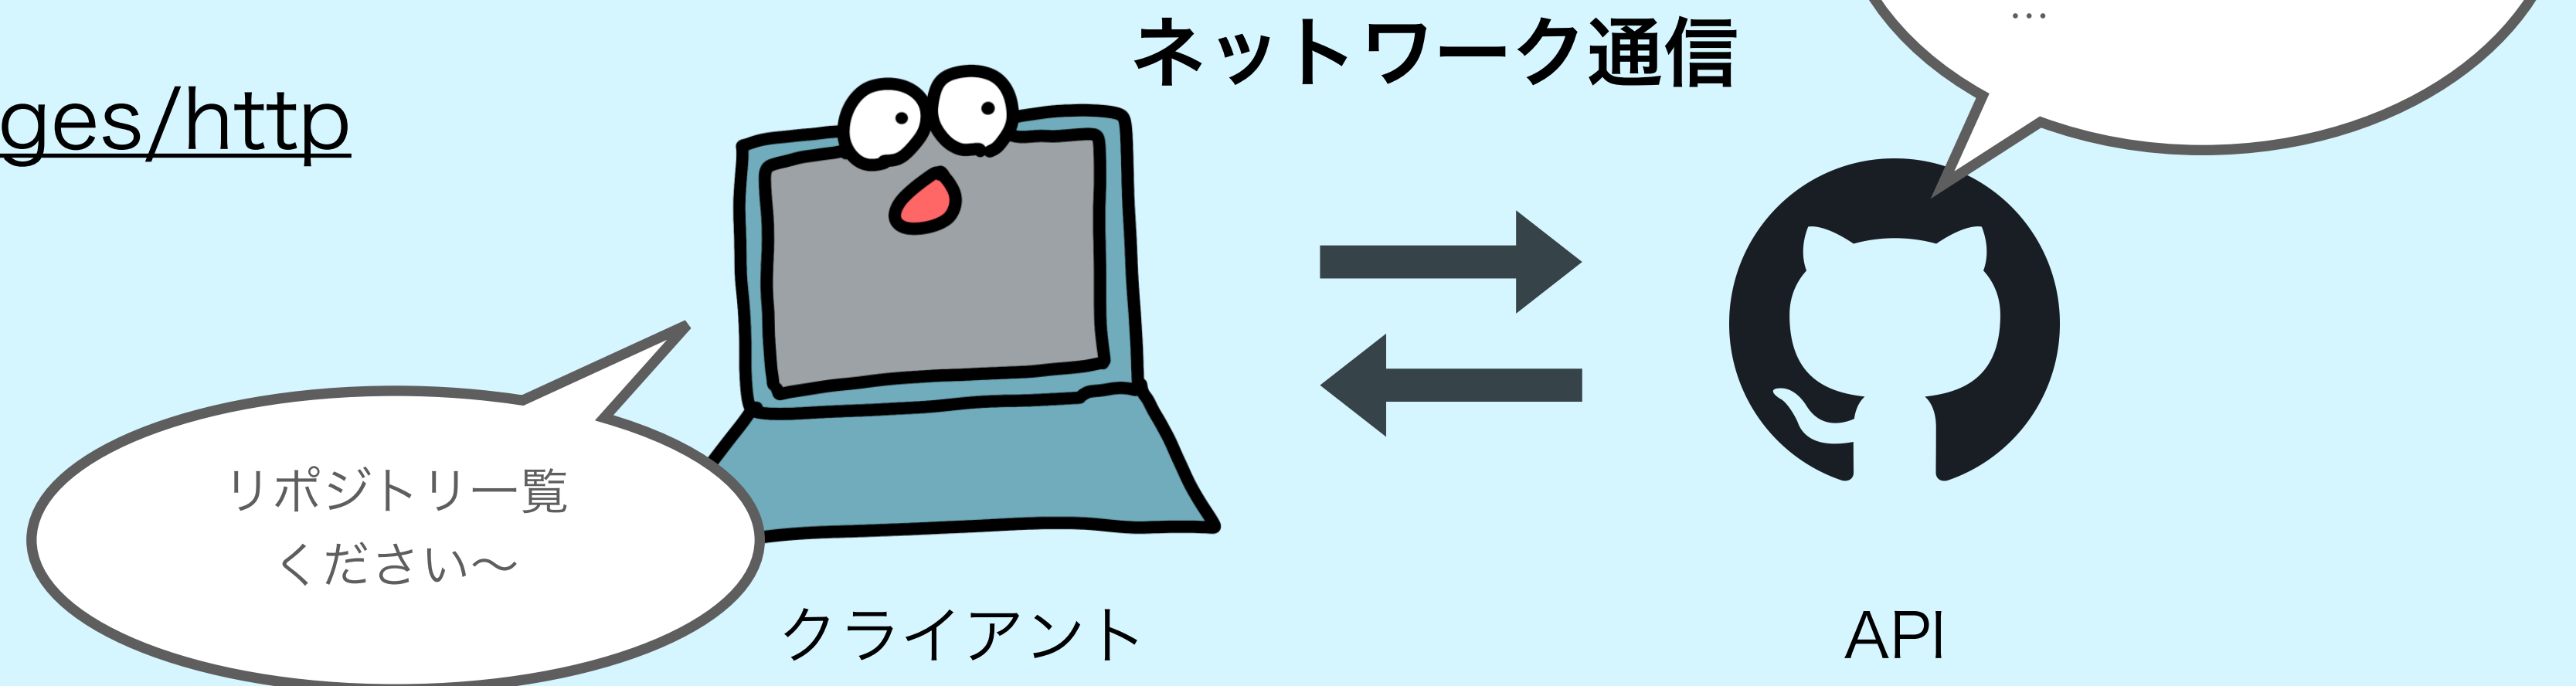 ネットワーク通信
…
ges/http
リポジトリ一覧
ください〜
クライアント
API